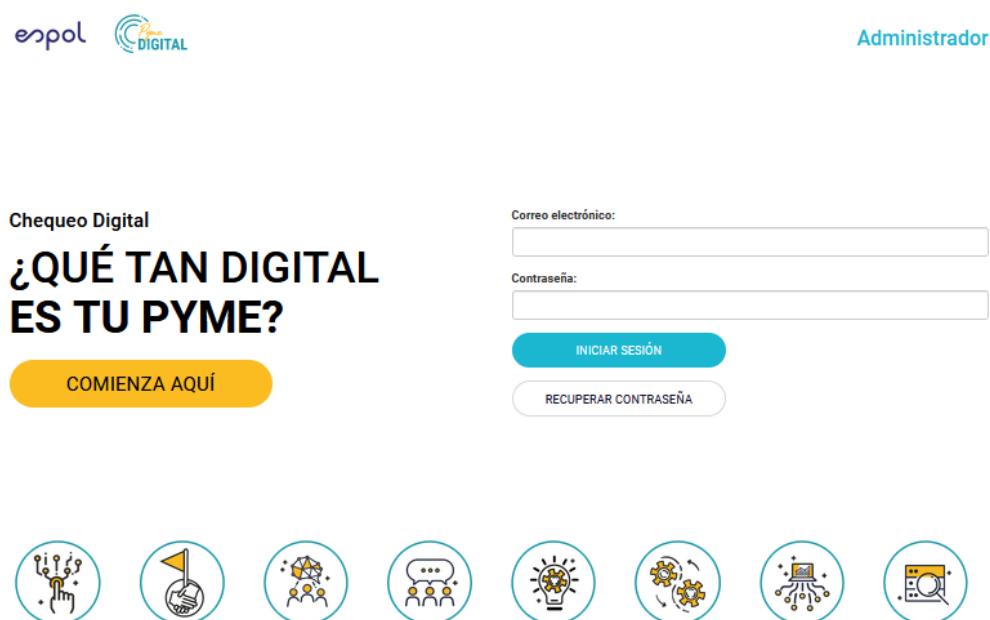 espol
Pyme
DIGITAL
Administrador
Chequeo Digital
¿QUÉ TAN DIGITAL
ES TU PYME?
COMIENZA AQUÍ
Correo electrónico:
Contraseña:
INICIAR SESIÓN
RECUPERAR CONTRASEÑA